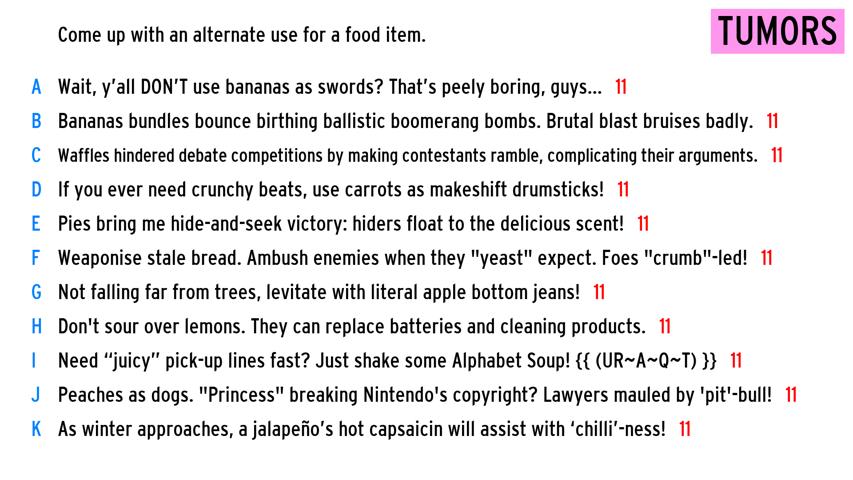 Come up with an alternate use for a food item.
TUMORS
A Wait, y’all DON’T use bananas as swords? That’s peely boring, guys... 11
B Bananas bundles bounce birthing ballistic boomerang bombs. Brutal blast bruises badly. 11
C Waffles hindered debate competitions by making contestants ramble, complicating their arguments. 11
D If you ever need crunchy beats, use carrots as makeshift drumsticks! 11
E Pies bring me hide-and-seek victory: hiders float to the delicious scent! 11
F Weaponise stale bread. Ambush enemies when they "yeast" expect. Foes "crumb"-led! 11
G Not falling far from trees, levitate with literal apple bottom jeans! 11
H Don't sour over lemons. They can replace batteries and cleaning products. 11
I Need “juicy” pick-up lines fast? Just shake some Alphabet Soup! {{ (UR~A~Q~T) }} 11
J Peaches as dogs. "Princess" breaking Nintendo's copyright? Lawyers mauled by 'pit'-bull! 11
K As winter approaches, a jalapeño’s hot capsaicin will assist with ‘chilli’-ness! 11